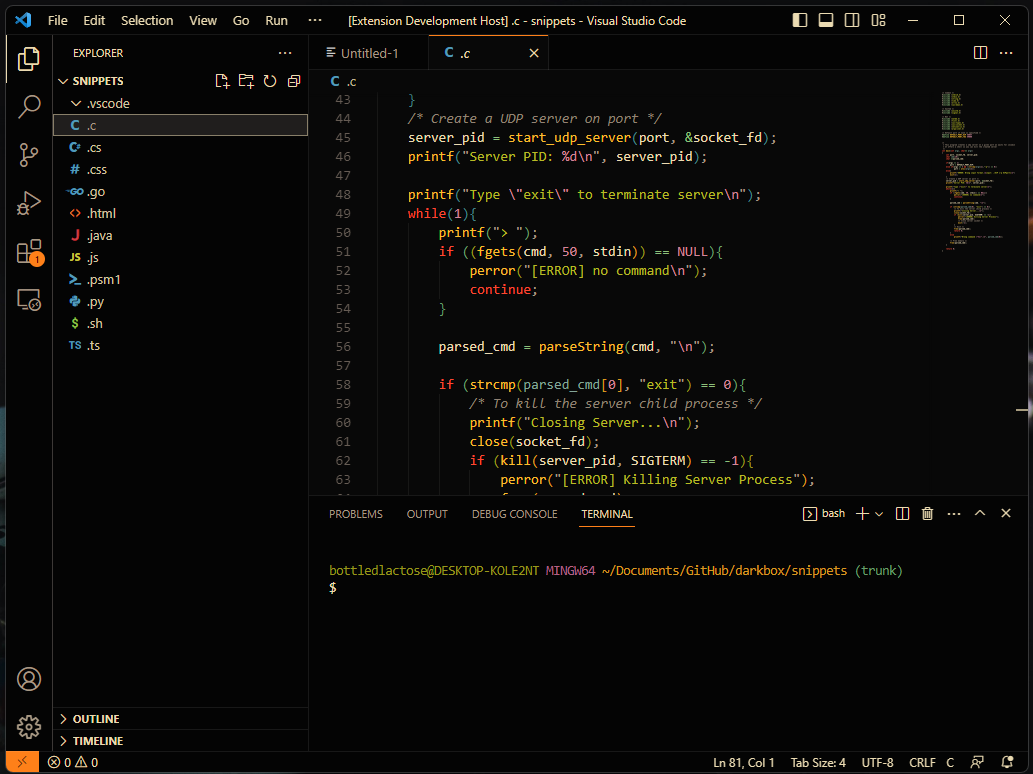 File Edit Selection View Go Run ··· [Extension Development Host] .c - snippets - Visual Studio Code
EXPLORER ···
SNIPPETS
.vscode
C .c
C# .cs
# .css
GO .go
<> .html
J .java
JS .js
.psm1
.py
$ .sh
TS .ts
1
OUTLINE
TIMELINE
Untitled-1
C .c
C .c
43 }
44 /* Create a UDP server on port */
45 server_pid = start_udp_server(port, &socket_fd);
46 printf("Server PID: %d\n", server_pid);
47
48 printf("Type \"exit\" to terminate server\n");
49 while(1){
50 printf("> ");
51 if ((fgets(cmd, 50, stdin)) == NULL){
52 perror("[ERROR] no command\n");
53 continue;
54 }
55
56 parsed_cmd = parseString(cmd, "\n");
57
58 if (strcmp(parsed_cmd[0], "exit") == 0){
59 /* To kill the server child process */
60 printf("Closing Server...\n");
61 close(socket_fd);
62 if (kill(server_pid, SIGTERM) == -1){
63 perror("[ERROR] Killing Server Process");
PROBLEMS OUTPUT DEBUG CONSOLE TERMINAL bash
bottledlactose@DESKTOP-KOLE2NT MINGW64 ~/Documents/GitHub/darkbox/snippets (trunk)
$
0 0 Ln 81, Col 1 Tab Size: 4 UTF-8 CRLF C